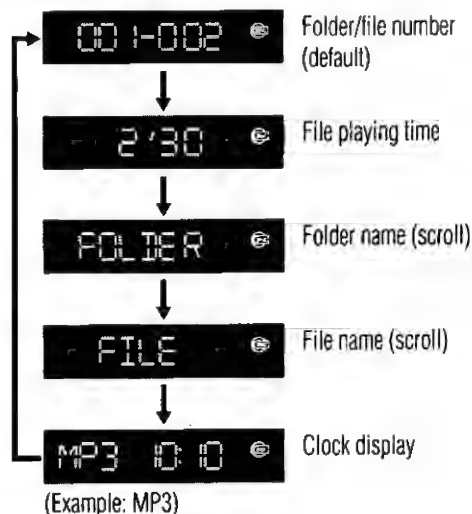 001-002
Folder/file number
(default)
2'30
File playing time
FOLDER
Folder name (scroll)
FILE
File name (scroll)
MP3 10:10
Clock display
(Example: MP3)